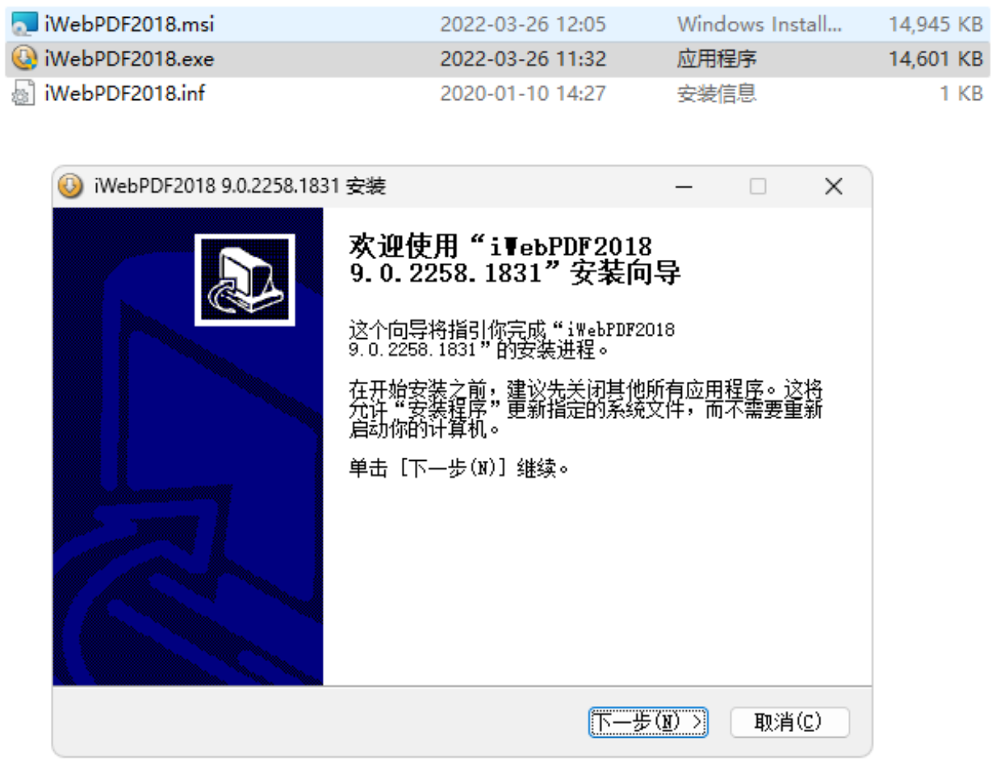 iWebPDF2018.msi 2022-03-26 12:05 Windows Install... 14,945 KB
iWebPDF2018.exe 2022-03-26 11:32 应用程序 14,601 KB
iWebPDF2018.inf 2020-01-10 14:27 安装信息 1 KB
iWebPDF2018 9.0.2258.1831 安装
欢迎使用“iWebPDF2018
9.0.2258.1831”安装向导
这个向导将指引你完成“iWebPDF2018
9.0.2258.1831”的安装进程。
在开始安装之前，建议先关闭其他所有应用程序。这将
允许“安装程序”更新指定的系统文件，而不需要重新
启动你的计算机。
单击 [下一步(N)] 继续。
下一步(N) > 取消(C)